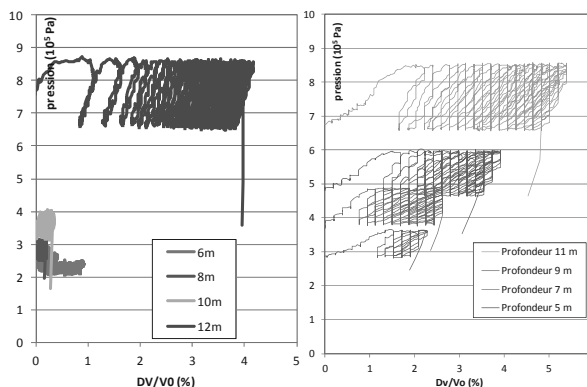 pression (10⁵ Pa)
10
9
8
7
6
5
4
3
2
1
0
0
1
2
3
4
5
DV/V0 (%)
6m
8m
10m
12m
pression (10⁵ Pa)
10
9
8
7
6
5
4
3
2
1
0
0
1
2
3
4
5
Dv/Vo (%)
Profondeur 11 m
Profondeur 9 m
Profondeur 7 m
Profondeur 5 m